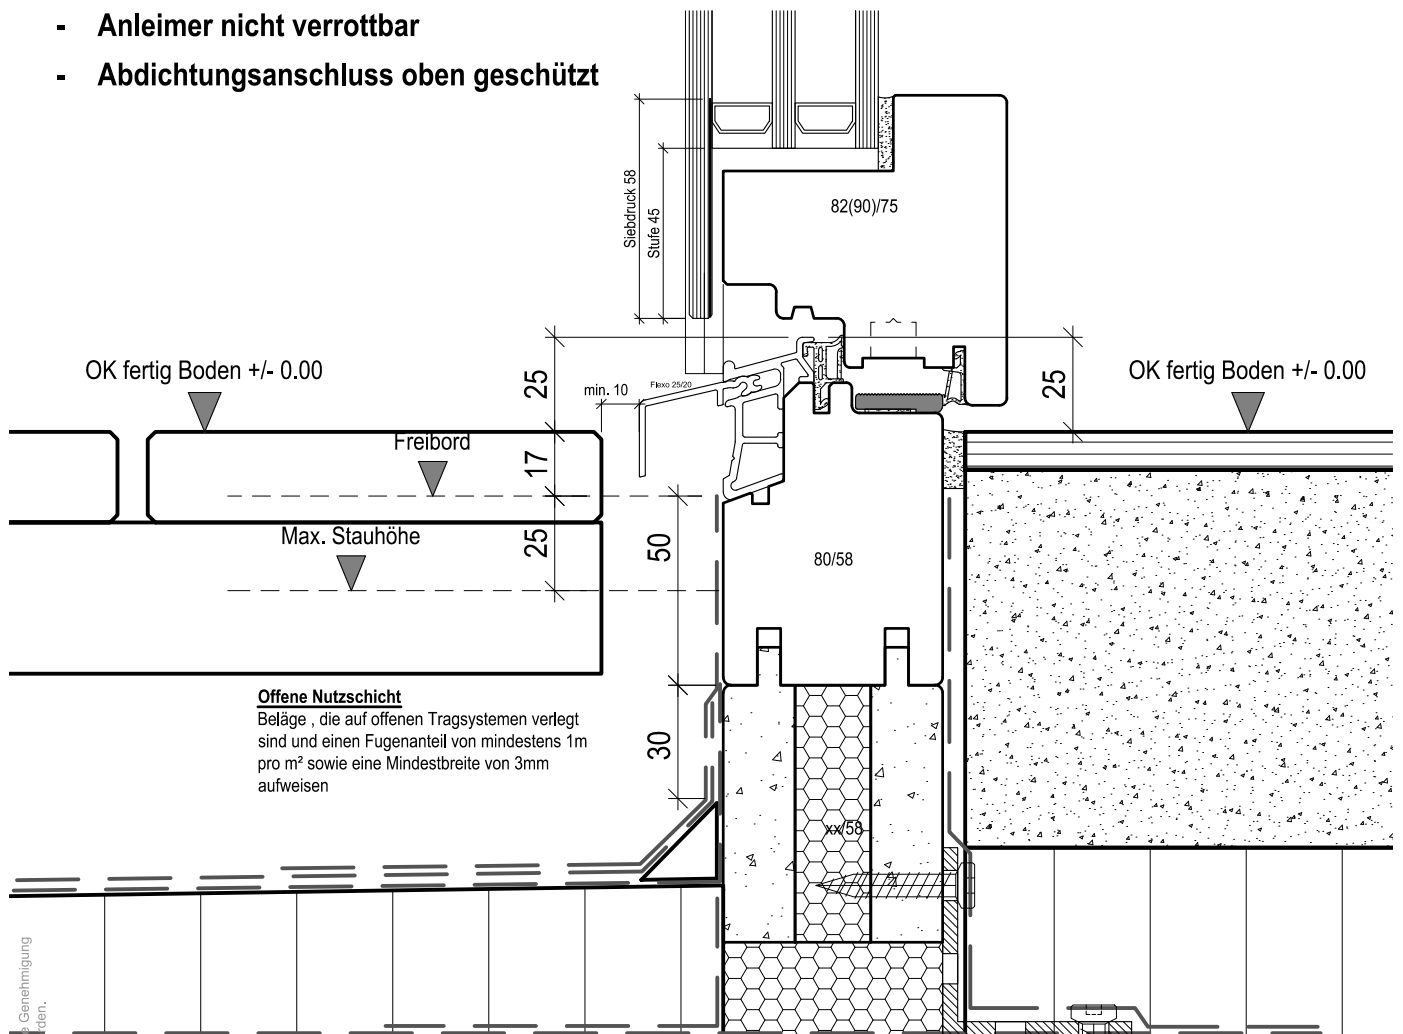 - Anleimer nicht verrottbar
- Abdichtungsanschluss oben geschützt
Siebdruck 58
Stufe 45
82(90)/75
OK fertig Boden +/- 0.00
25
min. 10
Flexo 25/20
25
OK fertig Boden +/- 0.00
Freibord
17
Max. Stauhöhe
25
50
80/58
Offene Nutzschicht
Beläge , die auf offenen Tragsystemen verlegt
sind und einen Fugenanteil von mindestens 1m
pro m² sowie eine Mindestbreite von 3mm
aufweisen
30
xx/58
e Genehmigung
rden.